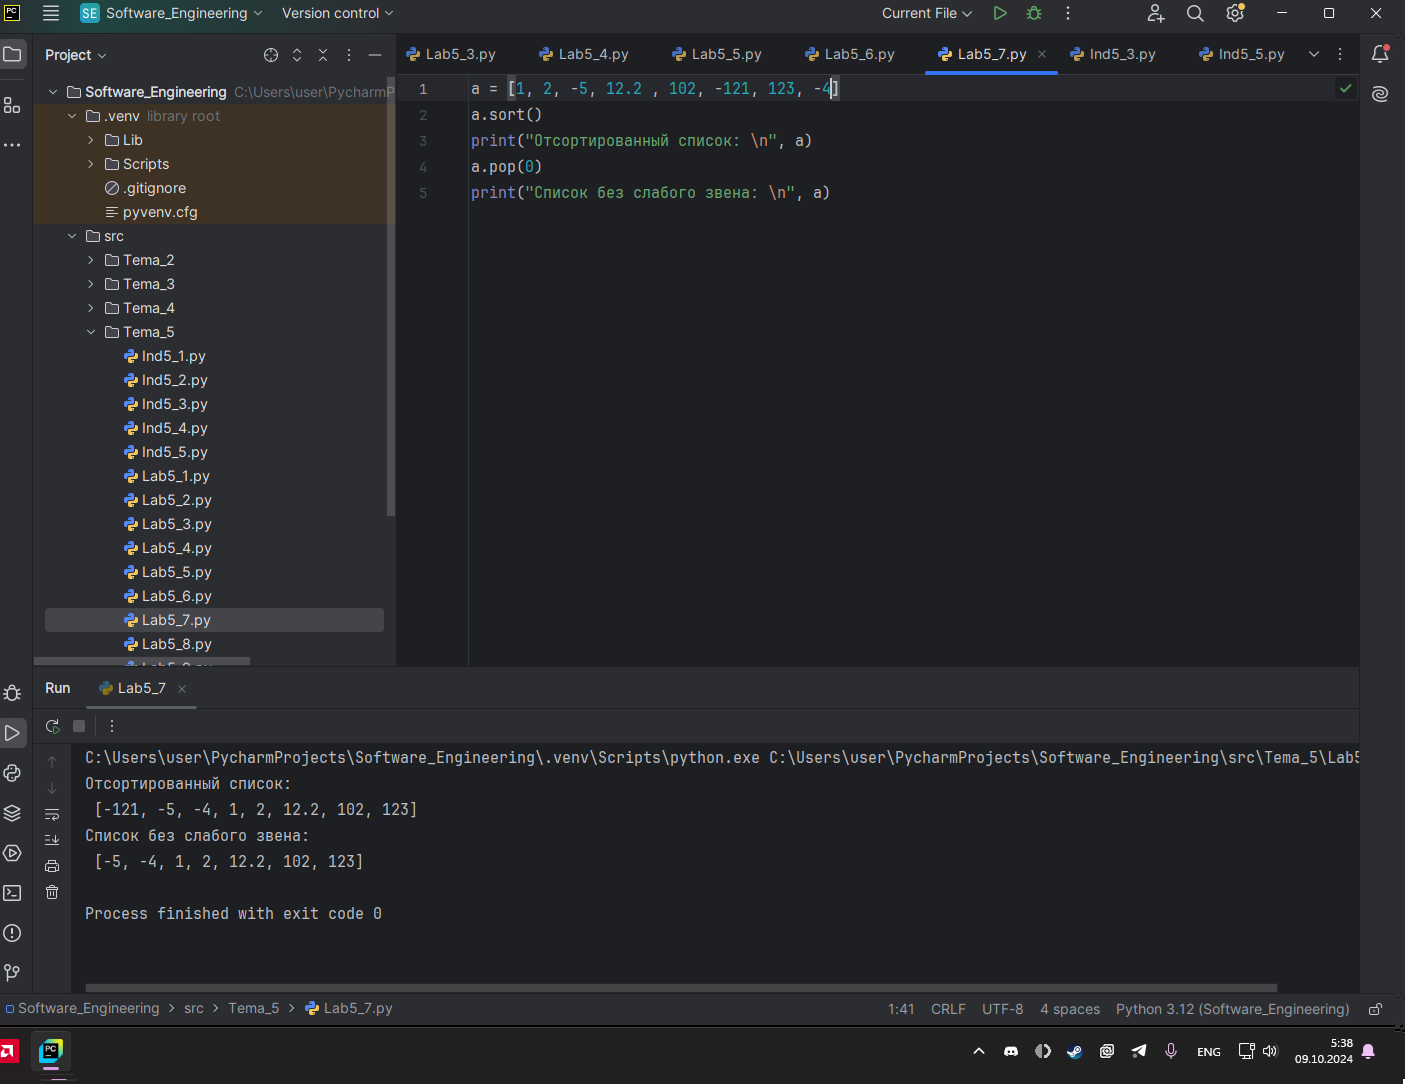 PC
SE Software_Engineering Version control Current File
Project
Lab5_3.py Lab5_4.py Lab5_5.py Lab5_6.py Lab5_7.py Ind5_3.py Ind5_5.py
Software_Engineering C:\Users\user\PycharmP
.venv library root
Lib
Scripts
.gitignore
pyvenv.cfg
src
Tema_2
Tema_3
Tema_4
Tema_5
Ind5_1.py
Ind5_2.py
Ind5_3.py
Ind5_4.py
Ind5_5.py
Lab5_1.py
Lab5_2.py
Lab5_3.py
Lab5_4.py
Lab5_5.py
Lab5_6.py
Lab5_7.py
Lab5_8.py
1 a = [1, 2, -5, 12.2 , 102, -121, 123, -4]
2 a.sort()
3 print("Отсортированный список: \n", a)
4 a.pop(0)
5 print("Список без слабого звена: \n", a)
Run Lab5_7
C:\Users\user\PycharmProjects\Software_Engineering\.venv\Scripts\python.exe C:\Users\user\PycharmProjects\Software_Engineering\src\Tema_5\Lab5
Отсортированный список:
[-121, -5, -4, 1, 2, 12.2, 102, 123]
Список без слабого звена:
[-5, -4, 1, 2, 12.2, 102, 123]
Process finished with exit code 0
Software_Engineering src Tema_5 Lab5_7.py 1:41 CRLF UTF-8 4 spaces Python 3.12 (Software_Engineering)
PC ENG 5:38
09.10.2024